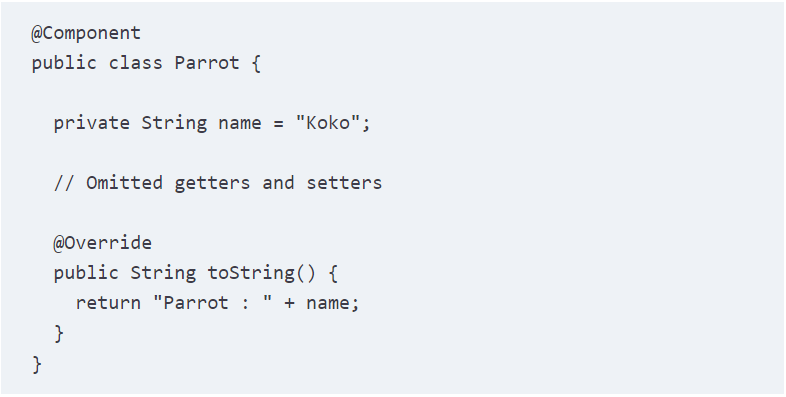 @Component
public class Parrot {
private String name = "Koko";
// Omitted getters and setters
@Override
public String toString() {
return "Parrot : " + name;
}
}